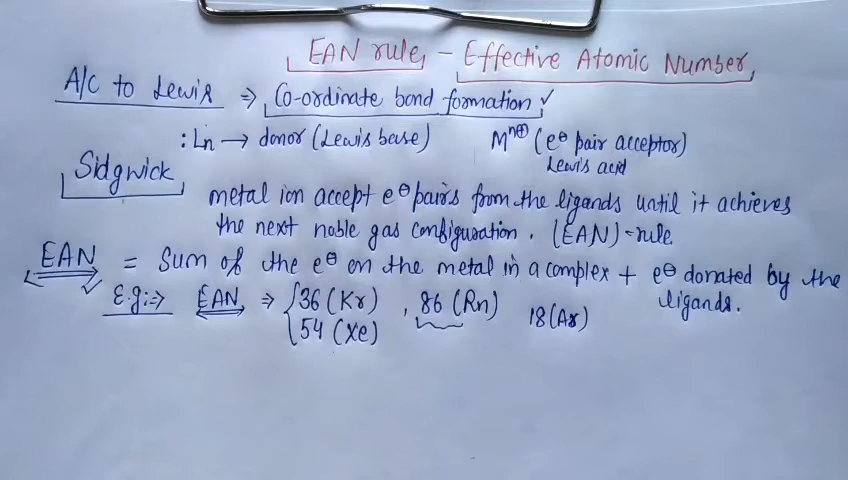 EAN rule, - Effective Atomic Number,
A/c to Lewis ⇒ Co-ordinate bond formation ✓
:Ln → donor (Lewis base) Mn⊕ (e⊖ pair acceptor)
Lewis acid
Sidgwick
metal ion accept e⊖ pairs from the ligands until it achieves
the next noble gas configuration. (EAN)-rule
EAN = Sum of the e⊖ on the metal in a complex + e⊖ donated by the
ligands.
E.g:⇒ EAN ⇒ { 36 (Kr) , 86 (Rn) 18 (Ar)
54 (Xe)